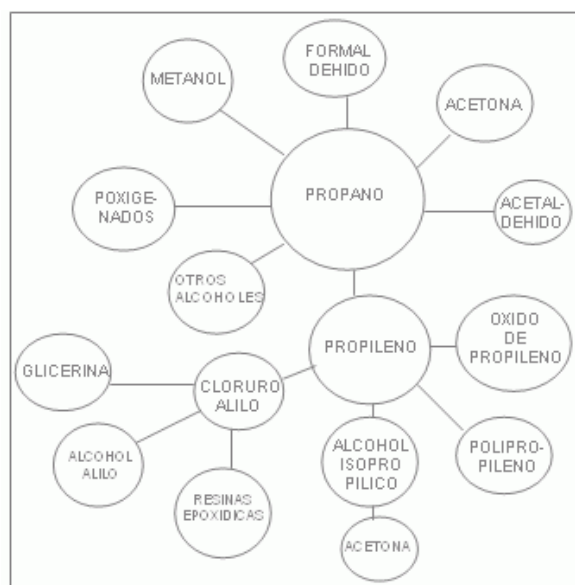 FORMAL
DEHIDO
METANOL
ACETONA
PROPANO
POXIGE-
NADOS
ACETAL-
DEHIDO
OTROS
ALCOHOLES
PROPILENO
OXIDO
DE
PROPILENO
GLICERINA
CLORURO
ALILO
ALCOHOL
ALILO
ALCOHOL
ISOPRO
PILICO
POLIPRO-
PILENO
RESINAS
EPOXIDICAS
ACETONA